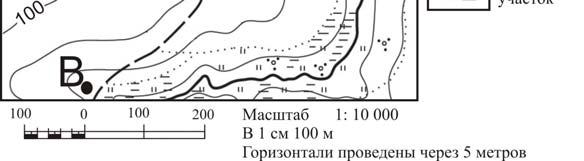 участок
100
B
100 0 100 200
Масштаб 1: 10 000
В 1 см 100 м
Горизонтали проведены через 5 метров